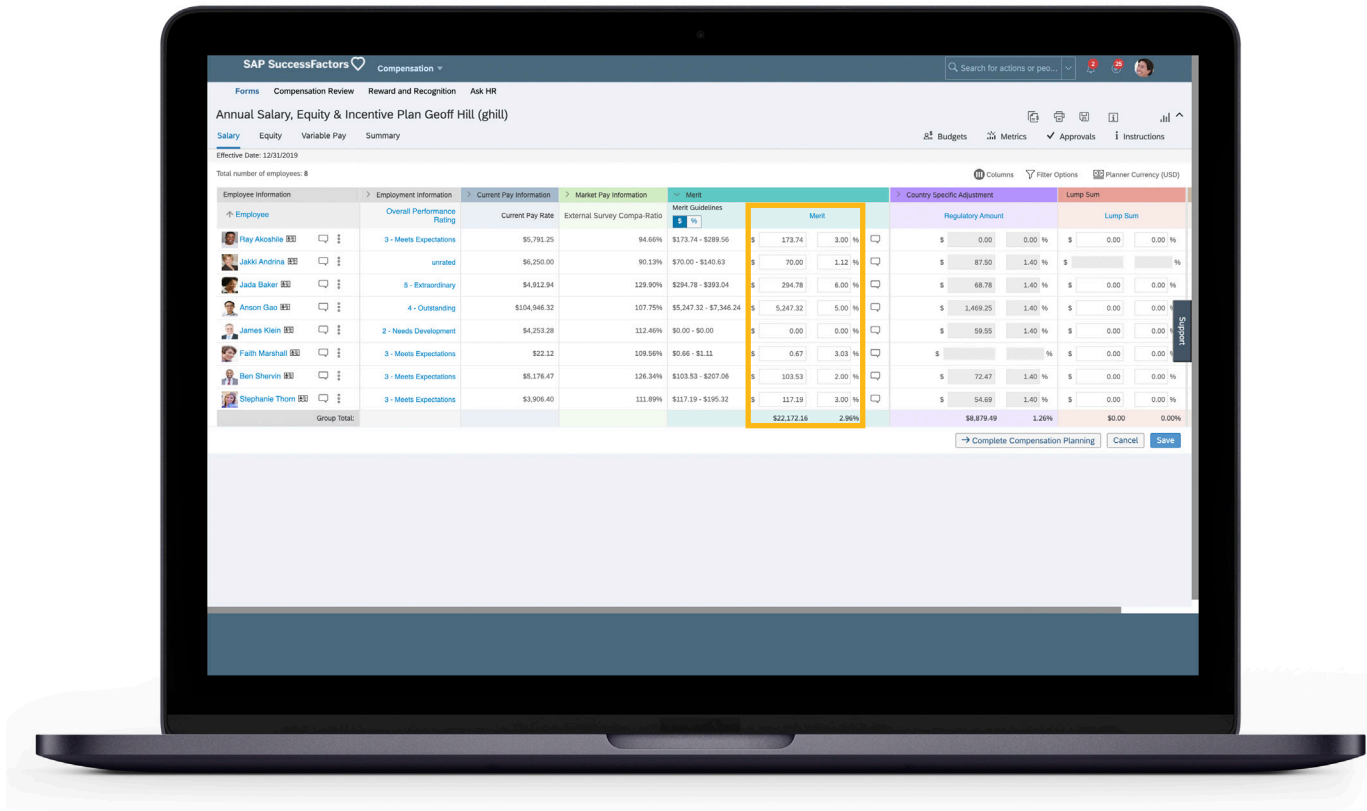 SAP SuccessFactors Compensation Search for actions or peo... 2 25
Forms Compensation Review Reward and Recognition Ask HR
Annual Salary, Equity & Incentive Plan Geoff Hill (ghill)
Salary Equity Variable Pay Summary Budgets Metrics Approvals Instructions
Effective Date: 12/31/2019
Total number of employees: 8 Columns Filter Options Planner Currency (USD)
Employee Information Employment Information Current Pay Information Market Pay Information Merit Country Specific Adjustment Lump Sum
Employee Overall Performance Rating Current Pay Rate External Survey Compa-Ratio Merit Guidelines $ % Merit Regulatory Amount Lump Sum
Ray Akoshile 3 - Meets Expectations $5,791.25 94.66% $173.74 - $289.56 $ 173.74 3.00 % $ 0.00 0.00 % $ 0.00 0.00 %
Jakki Andrina unrated $6,250.00 90.13% $70.00 - $140.63 $ 70.00 1.12 % $ 87.50 1.40 % $ %
Jada Baker 5 - Extraordinary $4,912.94 129.90% $294.78 - $393.04 $ 294.78 6.00 % $ 68.78 1.40 % $ 0.00 0.00 %
Anson Gao 4 - Outstanding $104,946.32 107.75% $5,247.32 - $7,346.24 $ 5,247.32 5.00 % $ 1,469.25 1.40 % $ 0.00 0.00 %
James Klein 2 - Needs Development $4,253.28 112.46% $0.00 - $0.00 $ 0.00 0.00 % $ 59.55 1.40 % $ 0.00 0.00
Faith Marshall 3 - Meets Expectations $22.12 109.56% $0.66 - $1.11 $ 0.67 3.03 % $ % $ 0.00 0.00
Ben Shervin 3 - Meets Expectations $5,176.47 126.34% $103.53 - $207.06 $ 103.53 2.00 % $ 72.47 1.40 % $ 0.00 0.00 %
Stephanie Thorn 3 - Meets Expectations $3,906.40 111.89% $117.19 - $195.32 $ 117.19 3.00 % $ 54.69 1.40 % $ 0.00 0.00 %
Group Total: $22,172.16 2.96% $8,879.49 1.26% $0.00 0.00%
Support
Complete Compensation Planning Cancel Save